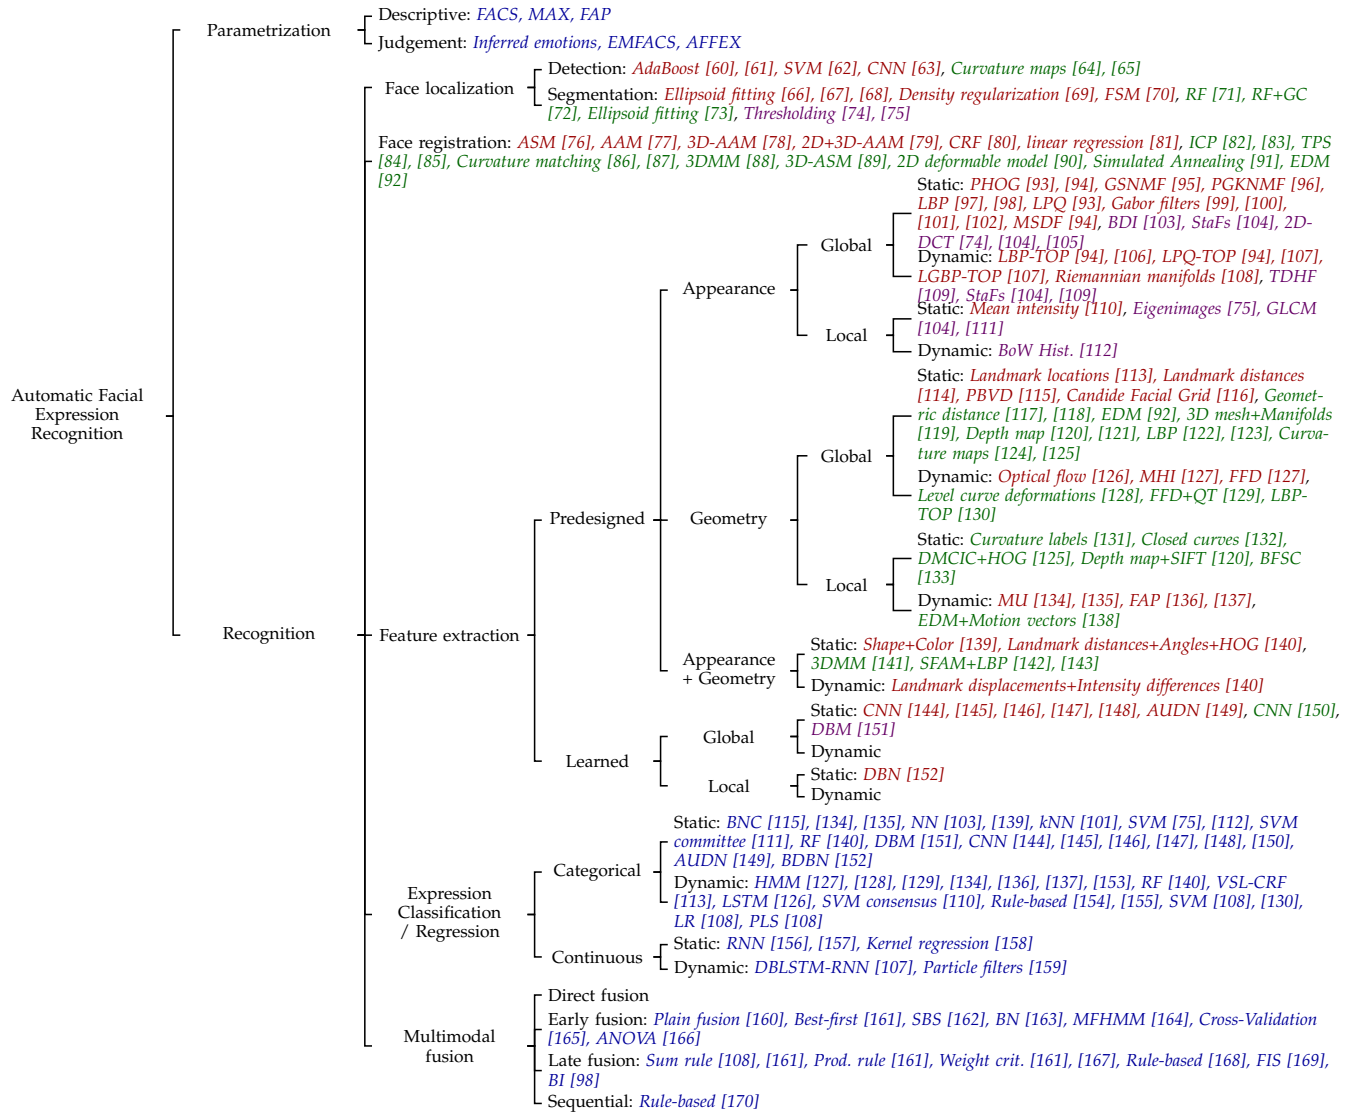 Automatic Facial
Expression
Recognition
Parametrization
Descriptive: FACS, MAX, FAP
Judgement: Inferred emotions, EMFACS, AFFEX
Recognition
Face localization
Detection: AdaBoost [60], [61], SVM [62], CNN [63], Curvature maps [64], [65]
Segmentation: Ellipsoid fitting [66], [67], [68], Density regularization [69], FSM [70], RF [71], RF+GC
[72], Ellipsoid fitting [73], Thresholding [74], [75]
Face registration: ASM [76], AAM [77], 3D-AAM [78], 2D+3D-AAM [79], CRF [80], linear regression [81], ICP [82], [83], TPS
[84], [85], Curvature matching [86], [87], 3DMM [88], 3D-ASM [89], 2D deformable model [90], Simulated Annealing [91], EDM
[92]
Feature extraction
Predesigned
Appearance
Global
Static: PHOG [93], [94], GSNMF [95], PGKNMF [96],
LBP [97], [98], LPQ [93], Gabor filters [99], [100],
[101], [102], MSDF [94], BDI [103], StaFs [104], 2D-
DCT [74], [104], [105]
Dynamic: LBP-TOP [94], [106], LPQ-TOP [94], [107],
LGBP-TOP [107], Riemannian manifolds [108], TDHF
[109], StaFs [104], [109]
Local
Static: Mean intensity [110], Eigenimages [75], GLCM
[104], [111]
Dynamic: BoW Hist. [112]
Geometry
Global
Static: Landmark locations [113], Landmark distances
[114], PBVD [115], Candide Facial Grid [116], Geomet-
ric distance [117], [118], EDM [92], 3D mesh+Manifolds
[119], Depth map [120], [121], LBP [122], [123], Curva-
ture maps [124], [125]
Dynamic: Optical flow [126], MHI [127], FFD [127],
Level curve deformations [128], FFD+QT [129], LBP-
TOP [130]
Local
Static: Curvature labels [131], Closed curves [132],
DMCIC+HOG [125], Depth map+SIFT [120], BFSC
[133]
Dynamic: MU [134], [135], FAP [136], [137],
EDM+Motion vectors [138]
Appearance
+ Geometry
Static: Shape+Color [139], Landmark distances+Angles+HOG [140],
3DMM [141], SFAM+LBP [142], [143]
Dynamic: Landmark displacements+Intensity differences [140]
Learned
Global
Static: CNN [144], [145], [146], [147], [148], AUDN [149], CNN [150],
DBM [151]
Dynamic
Local
Static: DBN [152]
Dynamic
Expression
Classification
/ Regression
Categorical
Static: BNC [115], [134], [135], NN [103], [139], kNN [101], SVM [75], [112], SVM
committee [111], RF [140], DBM [151], CNN [144], [145], [146], [147], [148], [150],
AUDN [149], BDBN [152]
Dynamic: HMM [127], [128], [129], [134], [136], [137], [153], RF [140], VSL-CRF
[113], LSTM [126], SVM consensus [110], Rule-based [154], [155], SVM [108], [130],
LR [108], PLS [108]
Continuous
Static: RNN [156], [157], Kernel regression [158]
Dynamic: DBLSTM-RNN [107], Particle filters [159]
Multimodal
fusion
Direct fusion
Early fusion: Plain fusion [160], Best-first [161], SBS [162], BN [163], MFHMM [164], Cross-Validation
[165], ANOVA [166]
Late fusion: Sum rule [108], [161], Prod. rule [161], Weight crit. [161], [167], Rule-based [168], FIS [169],
BI [98]
Sequential: Rule-based [170]